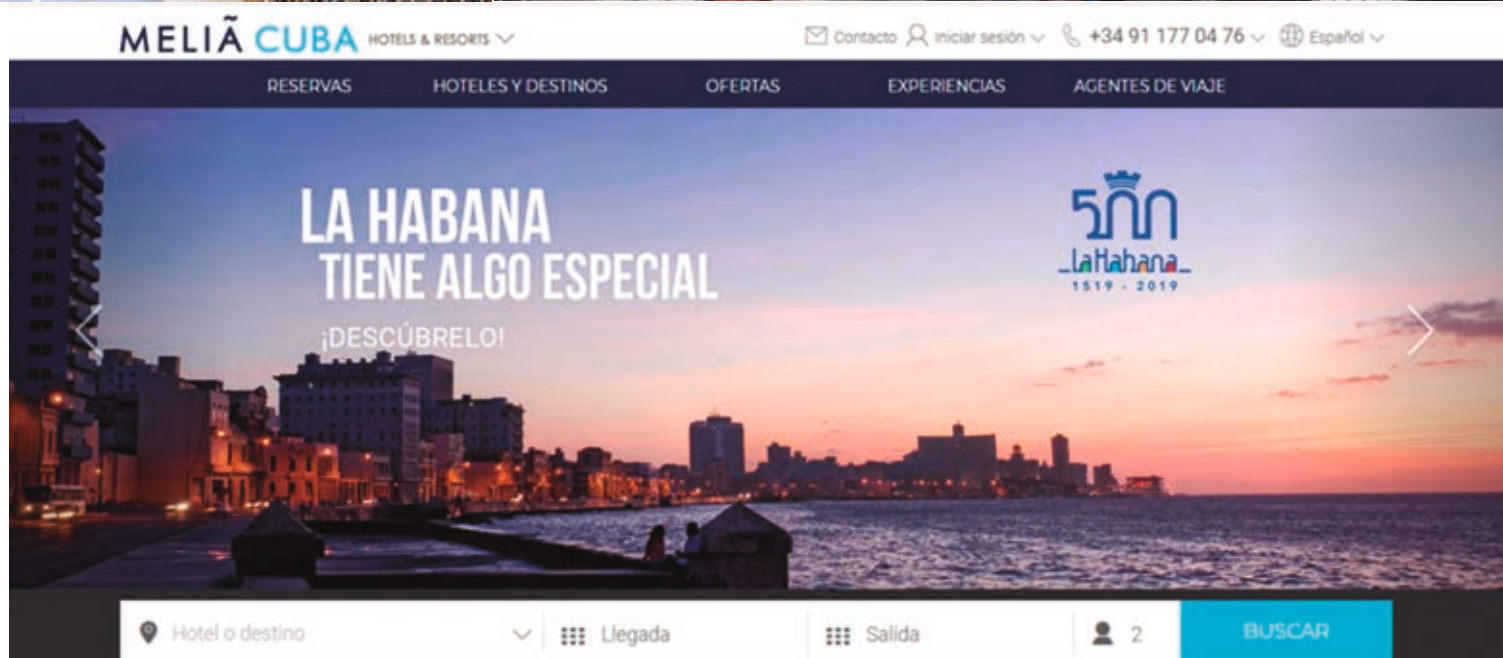 MELIÃ CUBA HOTELS & RESORTS
Contacto Iniciar sesión +34 91 177 04 76 Español
RESERVAS HOTELES Y DESTINOS OFERTAS EXPERIENCIAS AGENTES DE VIAJE
LA HABANA
TIENE ALGO ESPECIAL
¡DESCÚBRELO!
500
La Habana
1519 - 2019
Hotel o destino Llegada Salida 2 BUSCAR